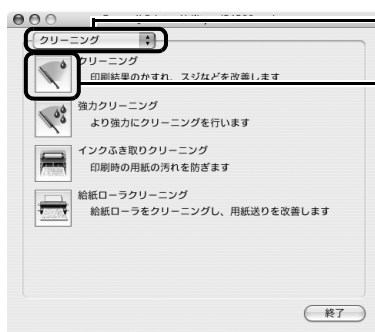 クリーニング
クリーニング
印刷結果のかすれ、スジなどを改善します
強力クリーニング
より強力にクリーニングを行います
インクふき取りクリーニング
印刷時の用紙の汚れを防ぎます
給紙ローラクリーニング
給紙ローラをクリーニングし、用紙送りを改善します
終了